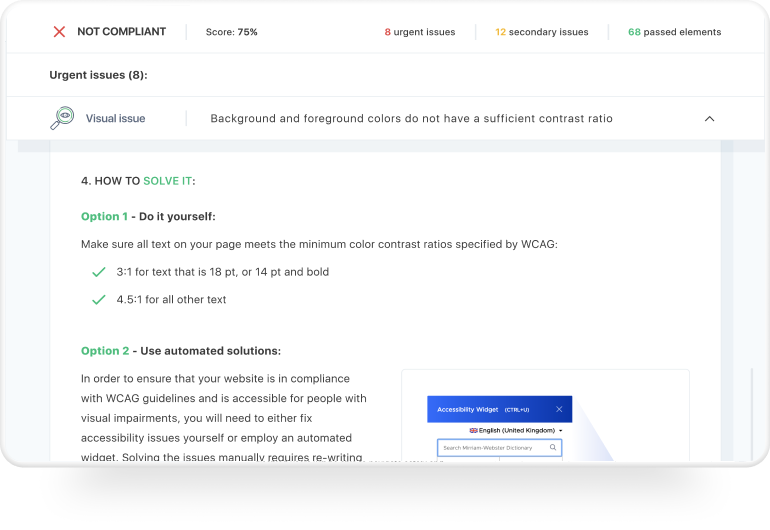 NOT COMPLIANT Score: 75% 8 urgent issues 12 secondary issues 68 passed elements
Urgent issues (8):
Visual issue Background and foreground colors do not have a sufficient contrast ratio
4. HOW TO SOLVE IT:
Option 1 - Do it yourself:
Make sure all text on your page meets the minimum color contrast ratios specified by WCAG:
3:1 for text that is 18 pt, or 14 pt and bold
4.5:1 for all other text
Option 2 - Use automated solutions:
In order to ensure that your website is in compliance
with WCAG guidelines and is accessible for people with
visual impairments, you will need to either fix
accessibility issues yourself or employ an automated
widget. Solving the issues manually requires re-writing
Accessibility Widget (CTRL+U)
English (United Kingdom)
Search Mirriam-Webster Dictionary